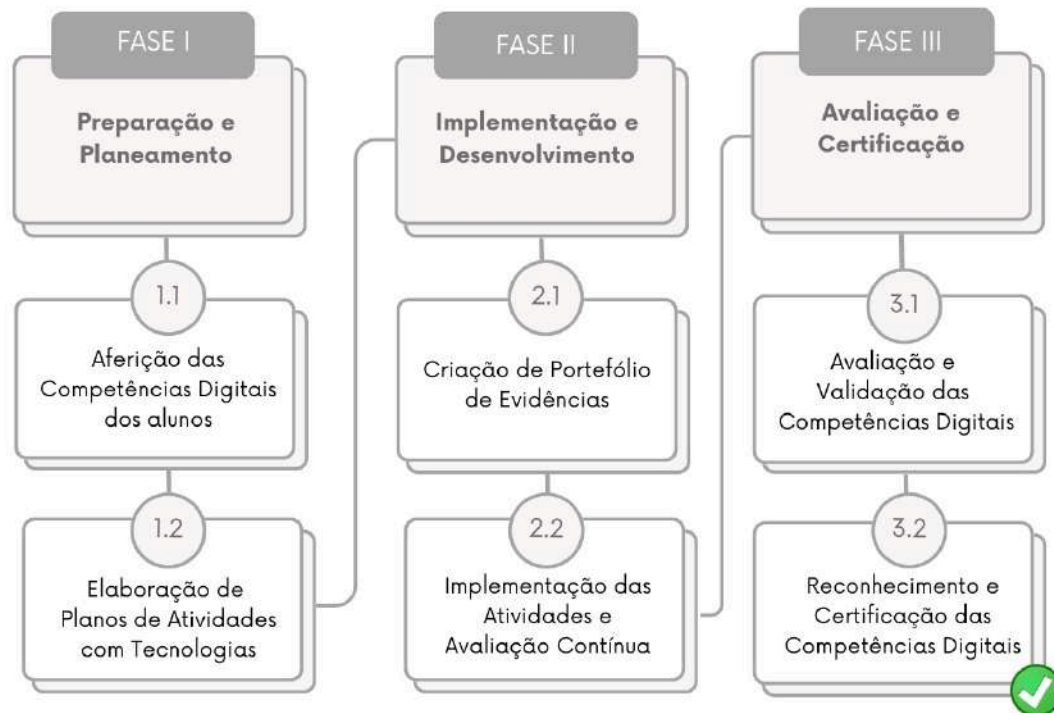 FASE I
Preparação e
Planeamento
1.1
Aferição das
Competências Digitais
dos alunos
1.2
Elaboração de
Planos de Atividades
com Tecnologias
FASE II
Implementação e
Desenvolvimento
2.1
Criação de Portefólio
de Evidências
2.2
Implementação das
Atividades e
Avaliação Contínua
FASE III
Avaliação e
Certificação
3.1
Avaliação e
Validação das
Competências Digitais
3.2
Reconhecimento e
Certificação das
Competências Digitais